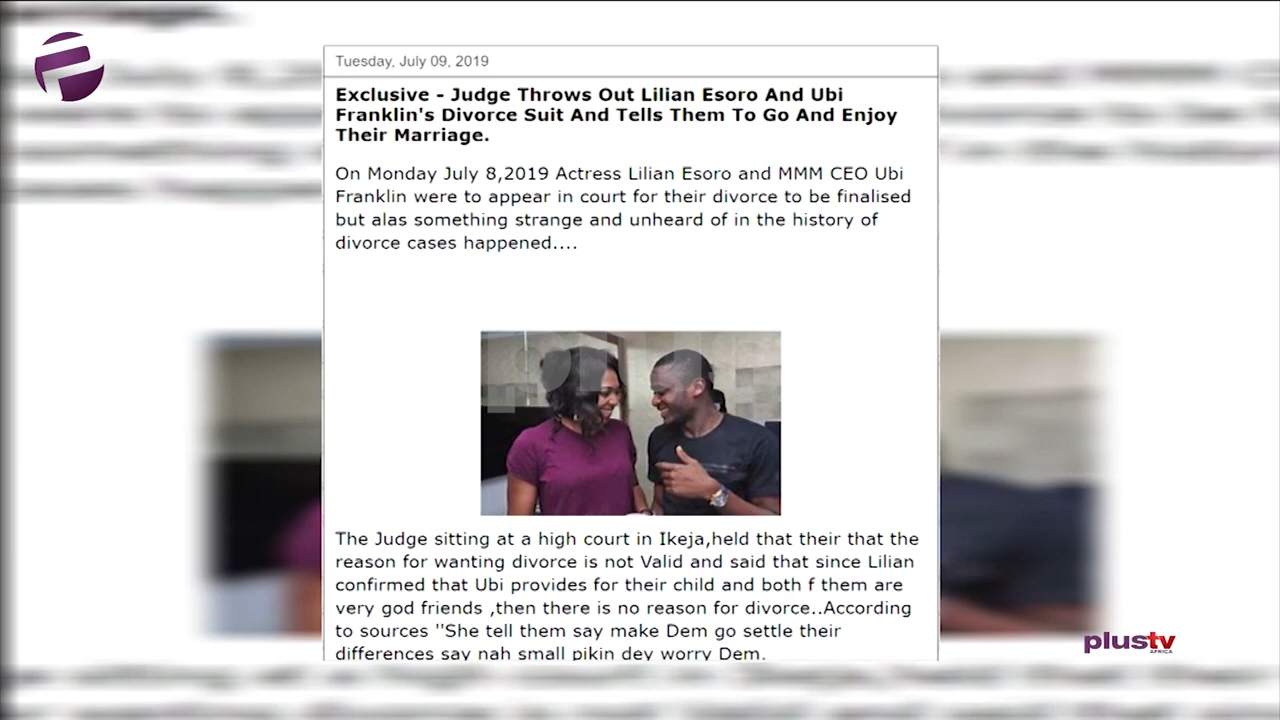 Tuesday, July 09, 2019
Exclusive - Judge Throws Out Lilian Esoro And Ubi
Franklin's Divorce Suit And Tells Them To Go And Enjoy
Their Marriage.
On Monday July 8,2019 Actress Lilian Esoro and MMM CEO Ubi
Franklin were to appear in court for their divorce to be finalised
but alas something strange and unheard of in the history of
divorce cases happened....
The Judge sitting at a high court in Ikeja,held that their that the
reason for wanting divorce is not Valid and said that since Lilian
confirmed that Ubi provides for their child and both f them are
very god friends ,then there is no reason for divorce..According
to sources "She tell them say make Dem go settle their
differences say nah small pikin dey worry Dem.
plustv
AFRICA